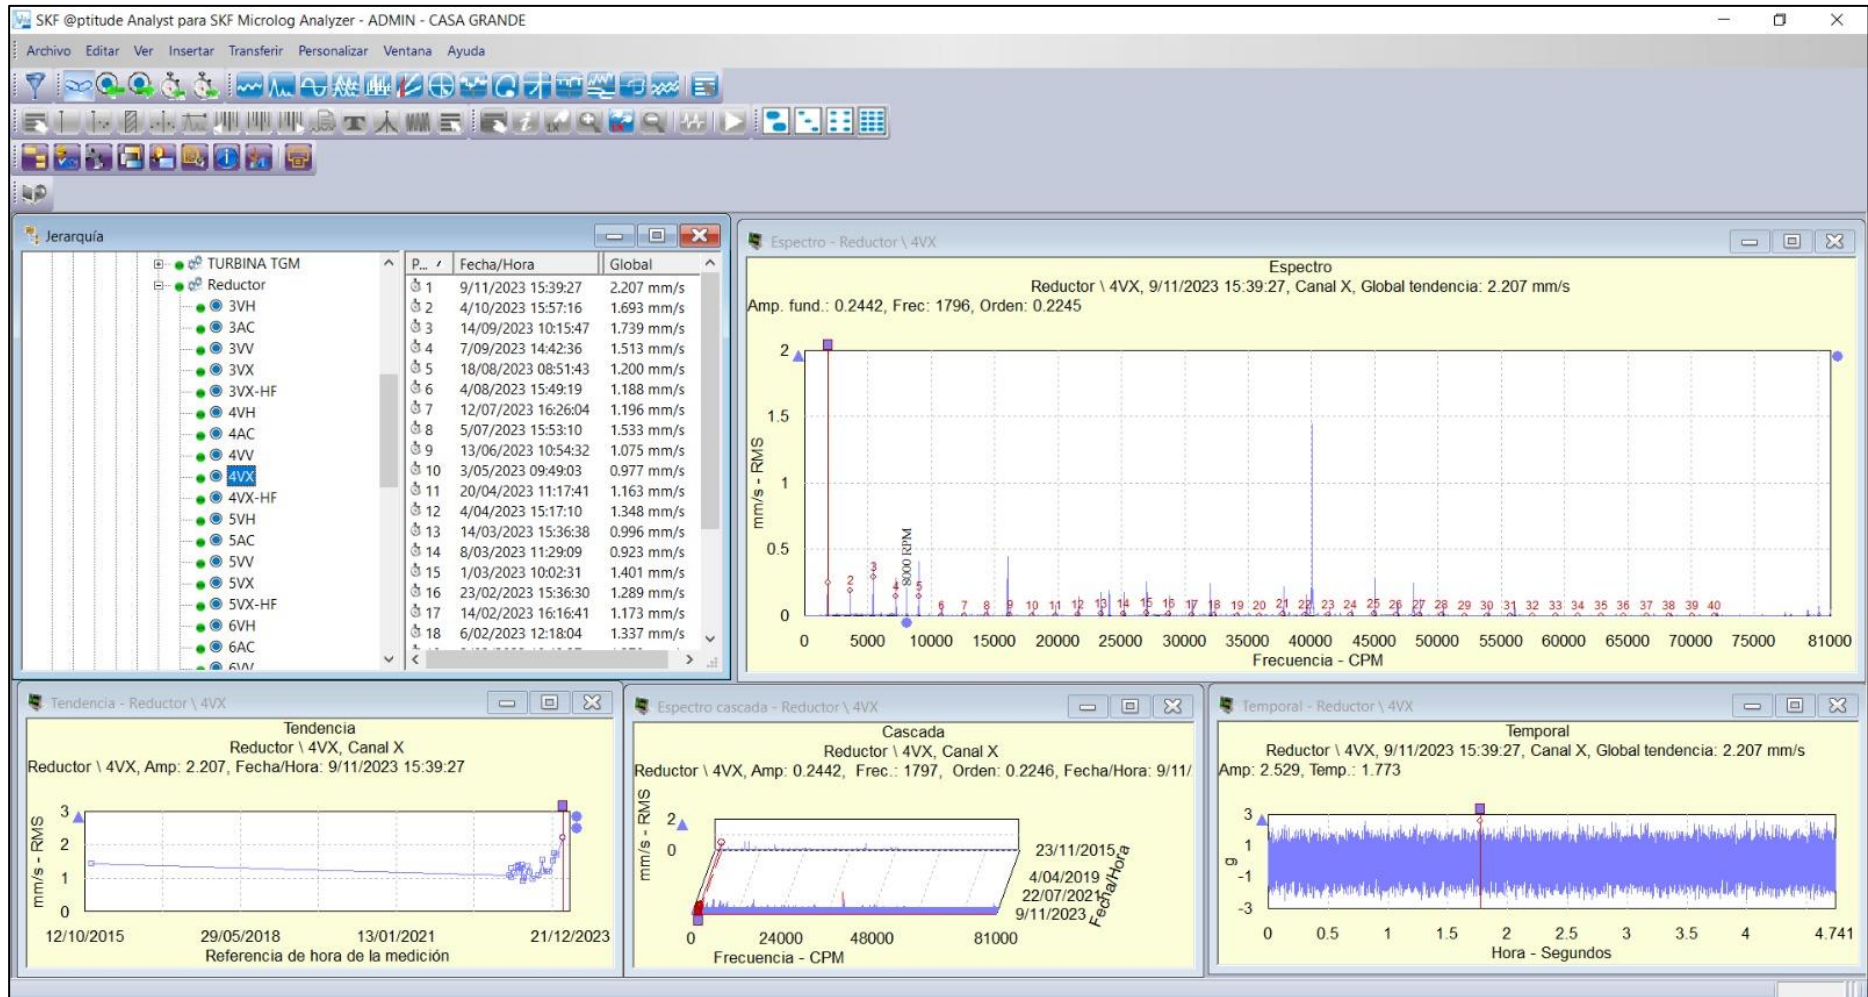 SKF @ptitude Analyst para SKF Microlog Analyzer - ADMIN - CASA GRANDE
Archivo Editar Ver Insertar Transferir Personalizar Ventana Ayuda
Jerarquía
TURBINA TGM
Reductor
3VH
3AC
3VV
3VX
3VX-HF
4VH
4AC
4VV
4VX
4VX-HF
5VH
5AC
5VV
5VX
5VX-HF
6VH
6AC
6VV
P... Fecha/Hora Global
1 9/11/2023 15:39:27 2.207 mm/s
2 4/10/2023 15:57:16 1.693 mm/s
3 14/09/2023 10:15:47 1.739 mm/s
4 7/09/2023 14:42:36 1.513 mm/s
5 18/08/2023 08:51:43 1.200 mm/s
6 4/08/2023 15:49:19 1.188 mm/s
7 12/07/2023 16:26:04 1.196 mm/s
8 5/07/2023 15:53:10 1.533 mm/s
9 13/06/2023 10:54:32 1.075 mm/s
10 3/05/2023 09:49:03 0.977 mm/s
11 20/04/2023 11:17:41 1.163 mm/s
12 4/04/2023 15:17:10 1.348 mm/s
13 14/03/2023 15:36:38 0.996 mm/s
14 8/03/2023 11:29:09 0.923 mm/s
15 1/03/2023 10:02:31 1.401 mm/s
16 23/02/2023 15:36:30 1.289 mm/s
17 14/02/2023 16:16:41 1.173 mm/s
18 6/02/2023 12:18:04 1.337 mm/s
Espectro - Reductor \ 4VX
Espectro
Reductor \ 4VX, 9/11/2023 15:39:27, Canal X, Global tendencia: 2.207 mm/s
Amp. fund.: 0.2442, Frec: 1796, Orden: 0.2245
2
1.5
1
0.5
0
mm/s - RMS
8000 RPM
2 3 4 5 6 7 8 9 10 11 12 13 14 15 16 17 18 19 20 21 22 23 24 25 26 27 28 29 30 31 32 33 34 35 36 37 38 39 40
0 5000 10000 15000 20000 25000 30000 35000 40000 45000 50000 55000 60000 65000 70000 75000 81000
Frecuencia - CPM
Tendencia - Reductor \ 4VX
Tendencia
Reductor \ 4VX, Canal X
Reductor \ 4VX, Amp: 2.207, Fecha/Hora: 9/11/2023 15:39:27
3
2
1
0
mm/s - RMS
12/10/2015 29/05/2018 13/01/2021 21/12/2023
Referencia de hora de la medición
Espectro cascada - Reductor \ 4VX
Cascada
Reductor \ 4VX, Canal X
Reductor \ 4VX, Amp: 0.2442, Frec.: 1797, Orden: 0.2246, Fecha/Hora: 9/11/
2
0
mm/s - RMS
23/11/2015
4/04/2019
22/07/2021
9/11/2023
Fecha/Hora
0 24000 48000 81000
Frecuencia - CPM
Temporal - Reductor \ 4VX
Temporal
Reductor \ 4VX, 9/11/2023 15:39:27, Canal X, Global tendencia: 2.207 mm/s
Amp: 2.529, Temp.: 1.773
3
1
-1
-3
g
0 0.5 1 1.5 2 2.5 3 3.5 4 4.741
Hora - Segundos